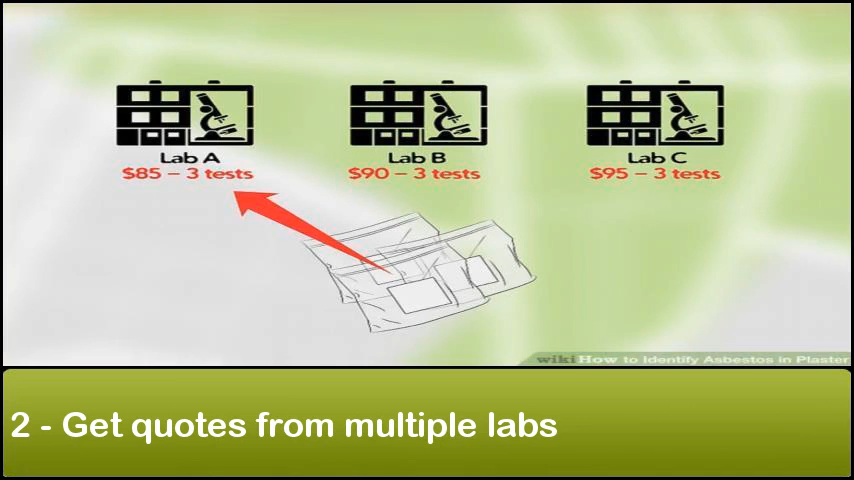 Lab A
$85 – 3 tests
Lab B
$90 – 3 tests
Lab C
$95 – 3 tests
wikiHow to Identify Asbestos in Plaster
2 - Get quotes from multiple labs